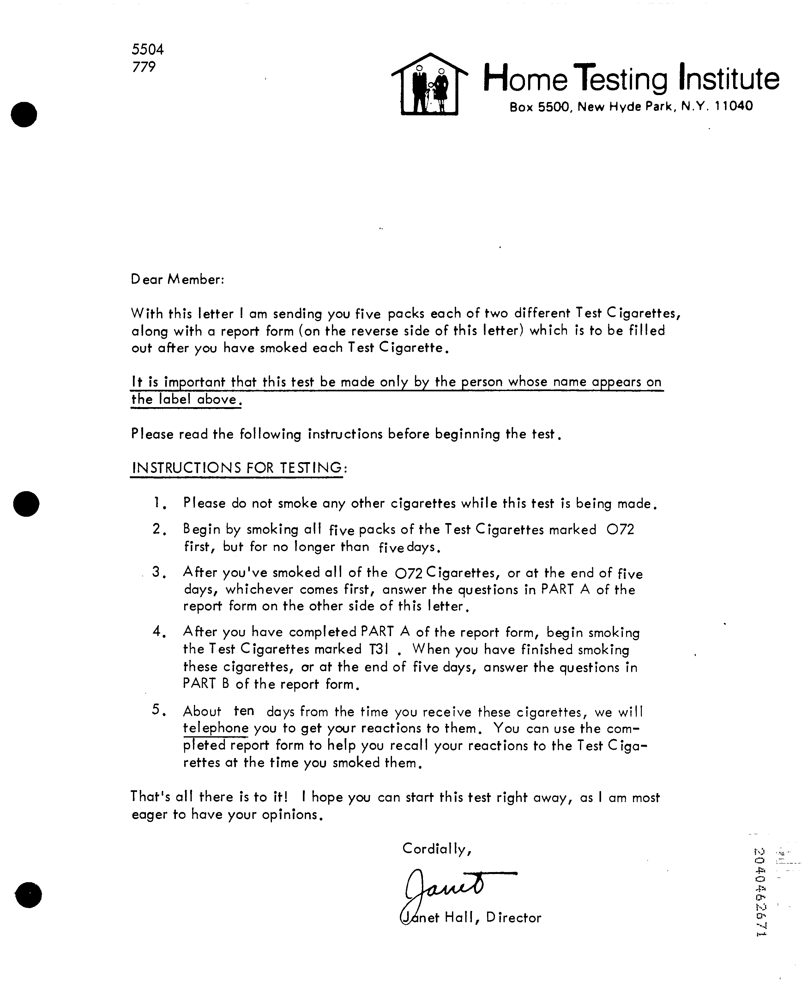 5504
779
Home Testing Institute
Box 5500, New Hyde Park, N.Y. 11040
Dear Member:
With this letter I am sending you five packs each of two different Test Cigarettes,
along with a report form (on the reverse side of this letter) which is to be filled
out after you have smoked each Test Cigarette.
It is important that this test be made only by the person whose name appears on
the label above.
Please read the following instructions before beginning the test.
INSTRUCTIONS FOR TESTING:
1. Please do not smoke any other cigarettes while this test is being made.
2. Begin by smoking all five packs of the Test Cigarettes marked O72
first, but for no longer than five days.
3. After you've smoked all of the O72 Cigarettes, or at the end of five
days, whichever comes first, answer the questions in PART A of the
report form on the other side of this letter.
4. After you have completed PART A of the report form, begin smoking
the Test Cigarettes marked T31 . When you have finished smoking
these cigarettes, or at the end of five days, answer the questions in
PART B of the report form.
5. About ten days from the time you receive these cigarettes, we will
telephone you to get your reactions to them. You can use the com-
pleted report form to help you recall your reactions to the Test Ciga-
rettes at the time you smoked them.
That's all there is to it! I hope you can start this test right away, as I am most
eager to have your opinions.
Cordially,
Janet
Janet Hall, Director
2040462671